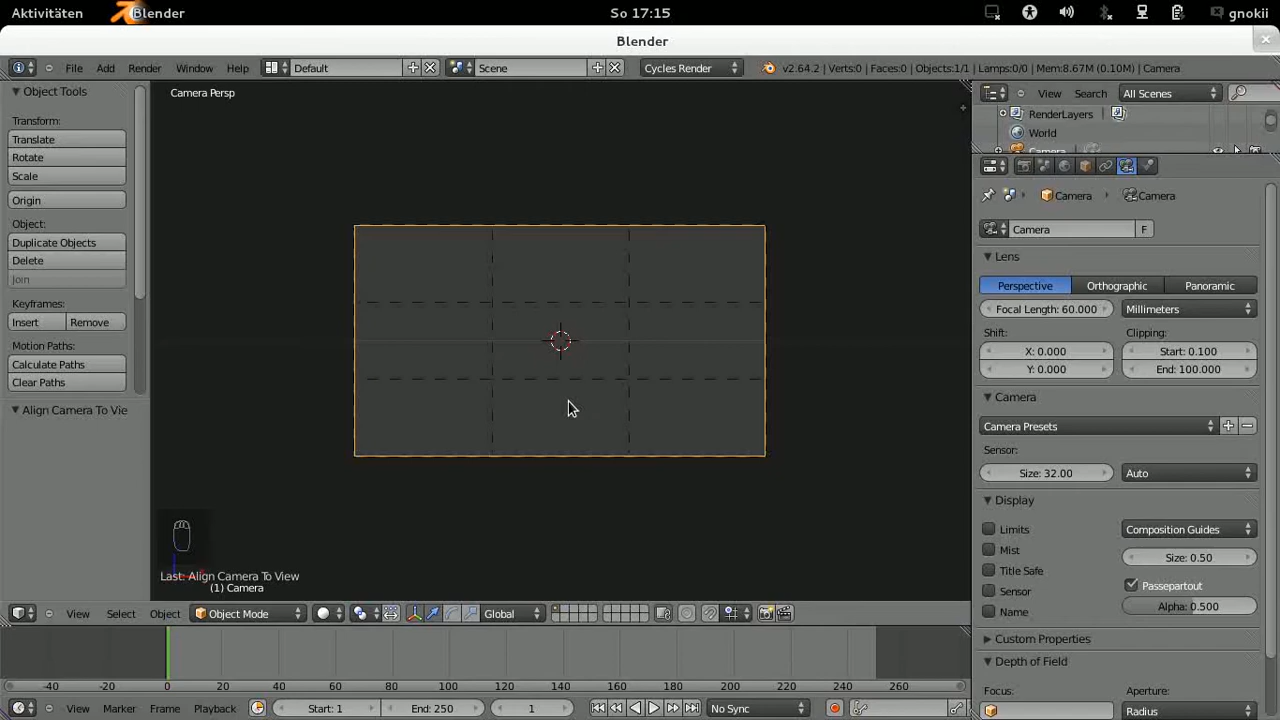 Aktivitäten Blender So 17:15 gnokii
Blender
File Add Render Window Help Default Scene Cycles Render v2.64.2 | Verts:0 | Faces:0 | Objects:1/1 | Lamps:0/0 | Mem:8.67M (0.10M) | Camera
Object Tools
Transform:
Translate
Rotate
Scale
Origin
Object:
Duplicate Objects
Delete
Join
Keyframes:
Insert Remove
Motion Paths:
Calculate Paths
Clear Paths
Align Camera To Vie
Camera Persp
Last: Align Camera To View
(1) Camera
View Select Object Object Mode Global
View Search All Scenes
RenderLayers
World
Camera
Camera Camera
Camera F
Lens
Perspective Orthographic Panoramic
Focal Length: 60.000 Millimeters
Shift: Clipping:
X: 0.000 Start: 0.100
Y: 0.000 End: 100.000
Camera
Camera Presets
Sensor:
Size: 32.00 Auto
Display
Limits Composition Guides
Mist Size: 0.50
Title Safe Passepartout
Sensor Alpha: 0.500
Name
Custom Properties
Depth of Field
Focus: Aperture:
Radius
-40 -20 0 20 40 60 80 100 120 140 160 180 200 220 240 260
View Marker Frame Playback Start: 1 End: 250 1 No Sync